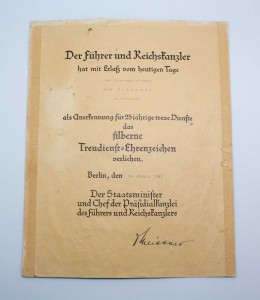 Der Führer und Reichskanzler
hat mit Erlaß vom heutigen Tage
als Anerkennung für 25jährige treue Dienste
das
silberne
Treudienst-Ehrenzeichen
verliehen.
Berlin, den
Der Staatsminister
und Chef der Präsidialkanzlei
des Führers und Reichskanzlers
Meissner